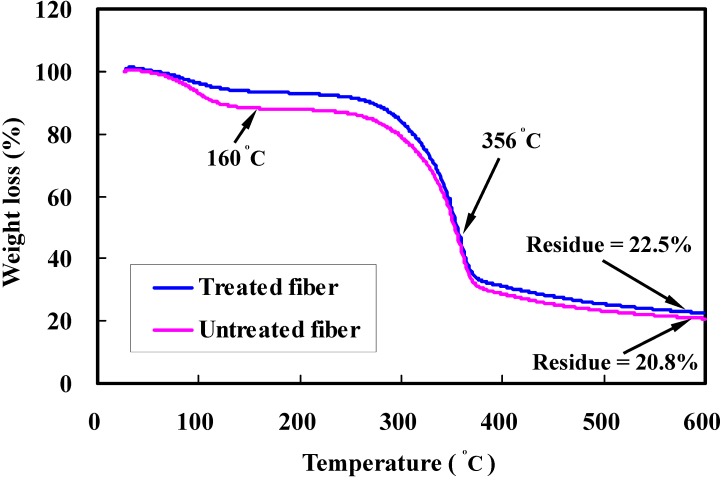 120
100
80
60
40
20
0
Weight loss (%)
160 °C
356 °C
Residue = 22.5%
Treated fiber
Untreated fiber
Residue = 20.8%
0 100 200 300 400 500 600
Temperature ( °C)